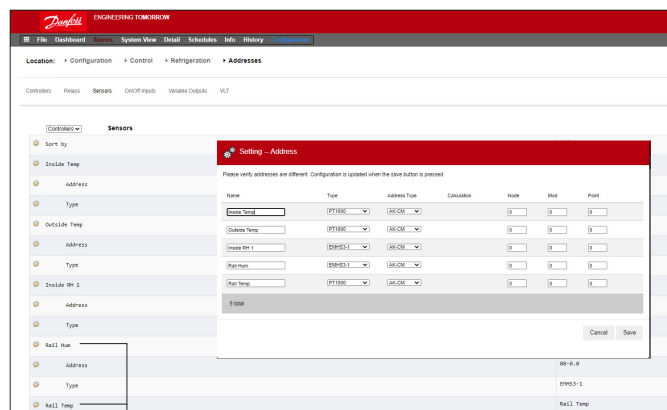 Danfoss ENGINEERING TOMORROW
File Dashboard Alarms System View Detail Schedules Info History Configuration
Location: Configuration Control Refrigeration Addresses
Controllers Relays Sensors On/Off Inputs Variable Outputs VLT
Controllers Sensors
Sort by
Inside Temp
Address
Type
Outside Temp
Address
Type
Inside RH 1
Address
Type
Rail Hum
Address 00-0.0
Type EMHS3-1
Rail Temp Rail Temp
Setting -- Address
Please verify addresses are different. Configuration is updated when the save button is pressed.
Name Type Address Type Calculation Node Mod Point
Inside Temp PT1000 AK-CM 0 0 0
Outside Temp PT1000 AK-CM 0 0 0
Inside RH 1 EMHS3-1 AK-CM 0 0 0
Rail Hum EMHS3-1 AK-CM 0 0 0
Rail Temp PT1000 AK-CM 0 0 0
5 total
Cancel Save